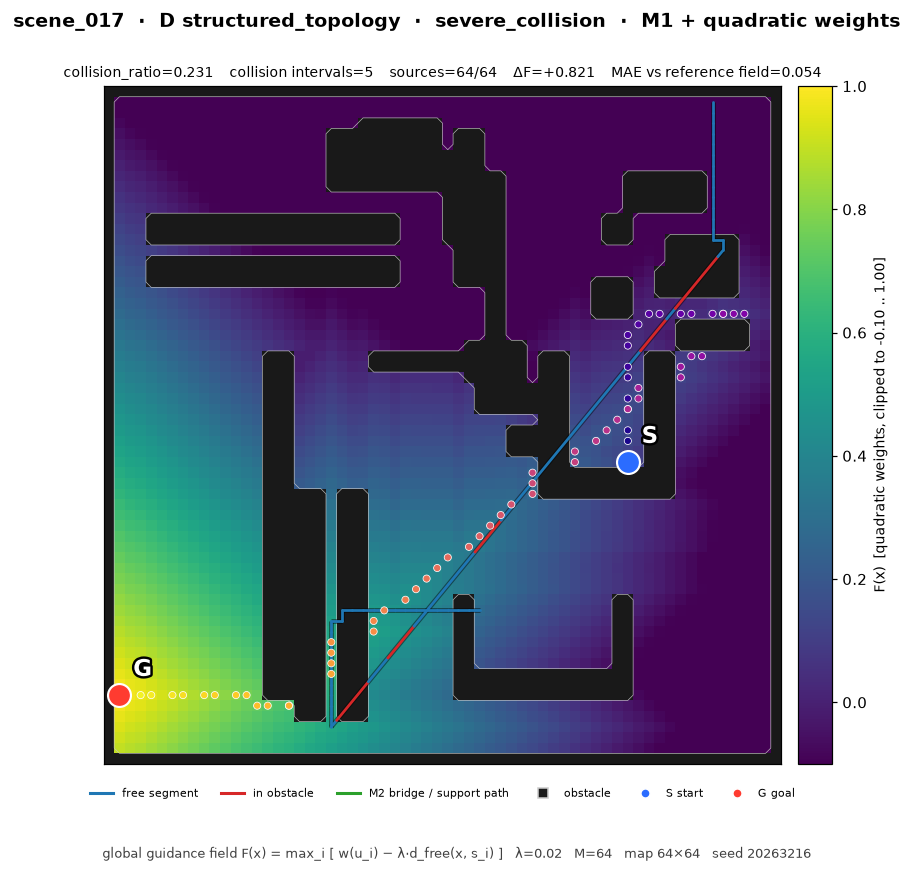 scene_017 · D structured_topology · severe_collision · M1 + quadratic weights
collision_ratio=0.231 collision intervals=5 sources=64/64 ΔF=+0.821 MAE vs reference field=0.054
1.0
0.8
0.6
0.4
0.2
0.0
F(x) [quadratic weights, clipped to -0.10 .. 1.00]
S
G
free segment
in obstacle
M2 bridge / support path
obstacle
S start
G goal
global guidance field F(x) = max_i [ w(u_i) − λ·d_free(x, s_i) ] λ=0.02 M=64 map 64×64 seed 20263216